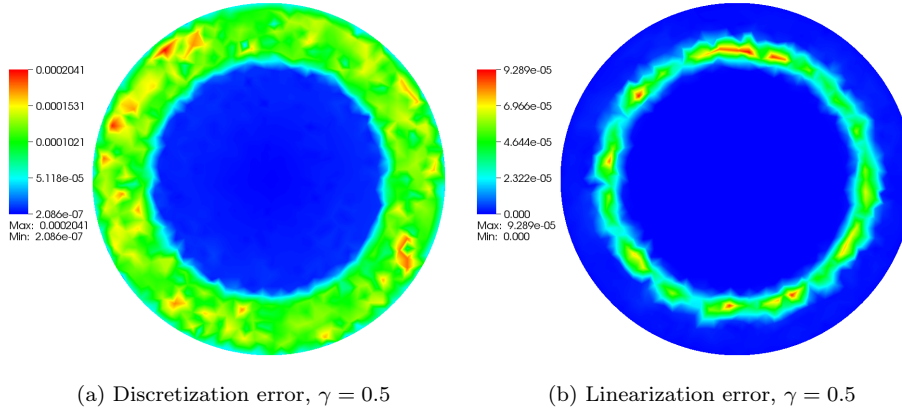 0.0002041
0.0001531
0.0001021
5.118e-05
2.086e-07
Max: 0.0002041
Min: 2.086e-07
9.289e-05
6.966e-05
4.644e-05
2.322e-05
0.000
Max: 9.289e-05
Min: 0.000
(a) Discretization error, γ = 0.5
(b) Linearization error, γ = 0.5